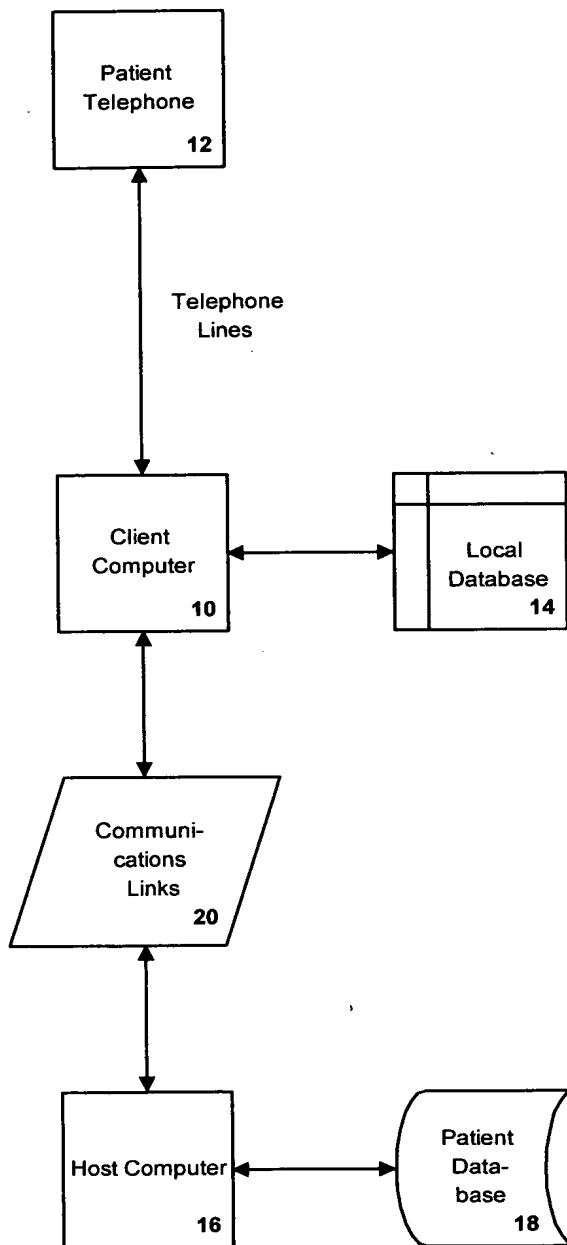 Patient
Telephone
12
Telephone
Lines
Client
Computer
10
Local
Database
14
Communi-
cations
Links
20
Host Computer
16
Patient
Data-
base
18